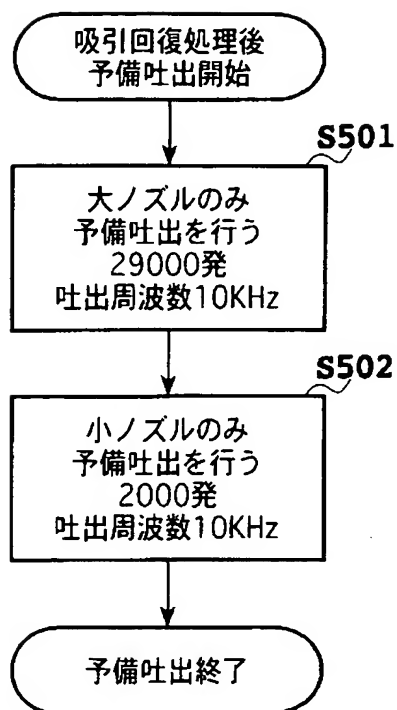 吸引回復処理後
予備吐出開始
S501
大ノズルのみ
予備吐出を行う
29000発
吐出周波数10KHz
S502
小ノズルのみ
予備吐出を行う
2000発
吐出周波数10KHz
予備吐出終了